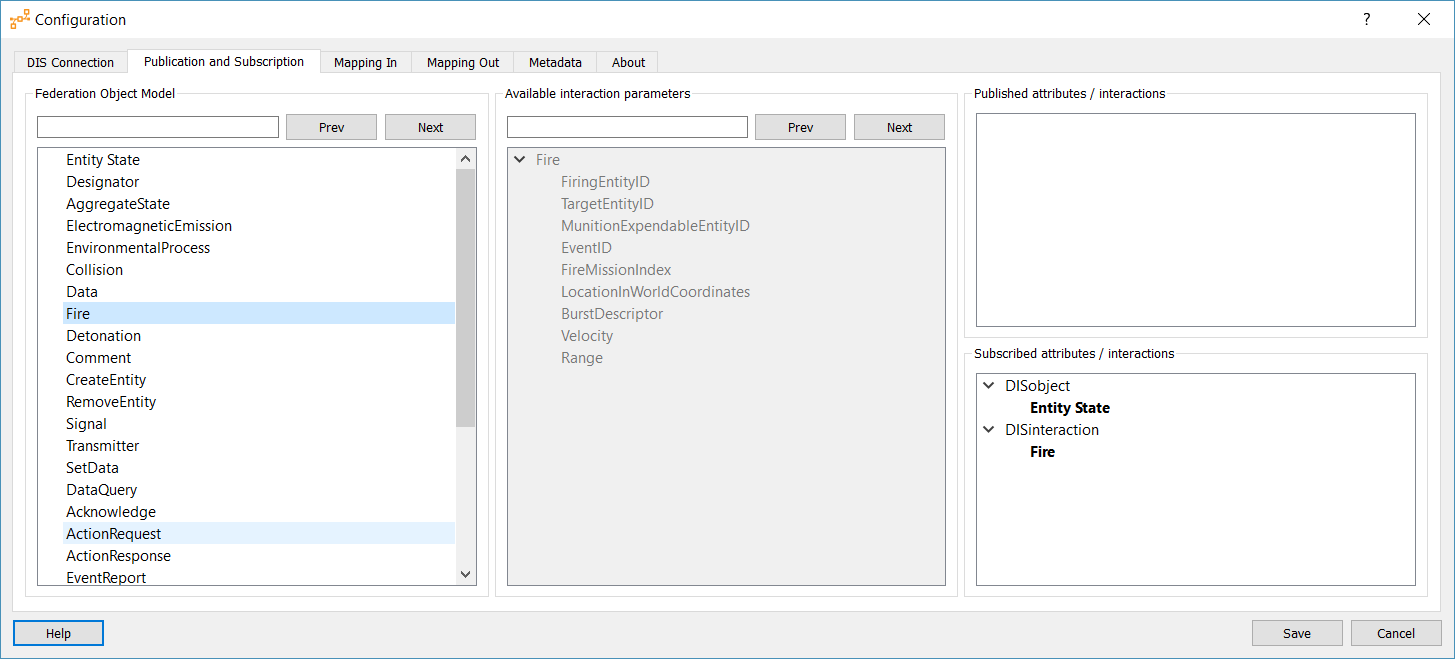 Configuration
?
DIS Connection
Publication and Subscription
Mapping In
Mapping Out
Metadata
About
Federation Object Model
Prev
Next
Entity State
Designator
AggregateState
ElectromagneticEmission
EnvironmentalProcess
Collision
Data
Fire
Detonation
Comment
CreateEntity
RemoveEntity
Signal
Transmitter
SetData
DataQuery
Acknowledge
ActionRequest
ActionResponse
EventReport
Available interaction parameters
Prev
Next
Fire
FiringEntityID
TargetEntityID
MunitionExpendableEntityID
EventID
FireMissionIndex
LocationInWorldCoordinates
BurstDescriptor
Velocity
Range
Published attributes / interactions
Subscribed attributes / interactions
DISobject
Entity State
DISinteraction
Fire
Help
Save
Cancel